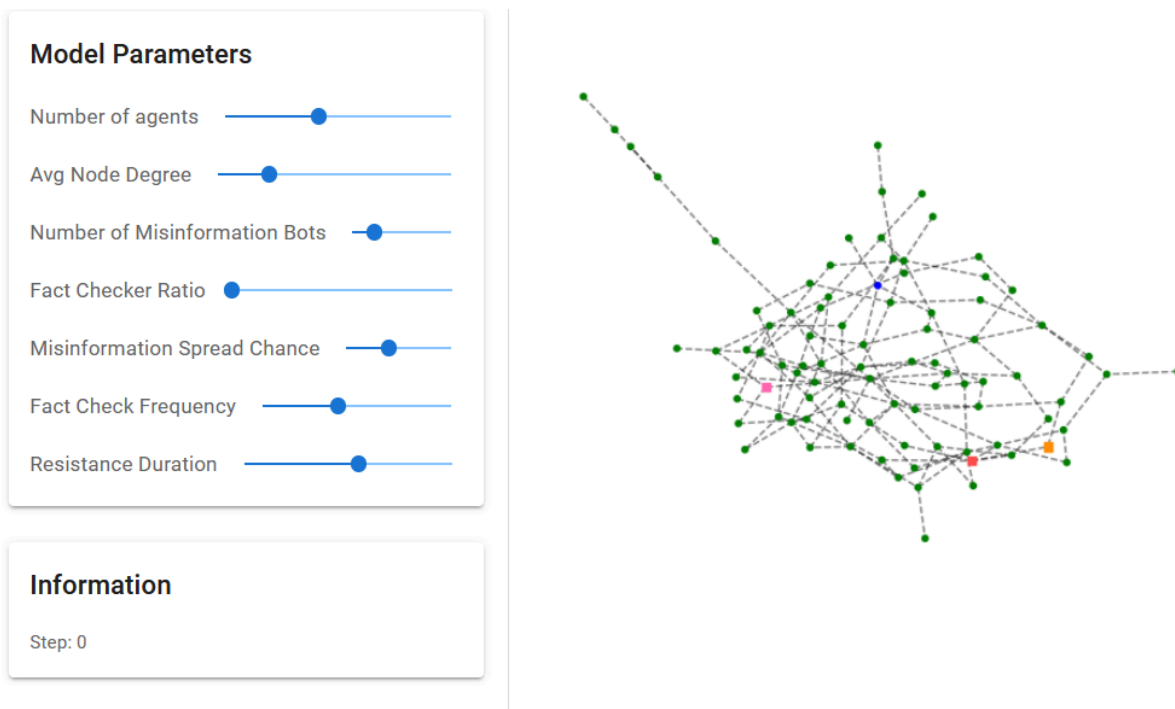 Model Parameters
Number of agents
Avg Node Degree
Number of Misinformation Bots
Fact Checker Ratio
Misinformation Spread Chance
Fact Check Frequency
Resistance Duration
Information
Step: 0